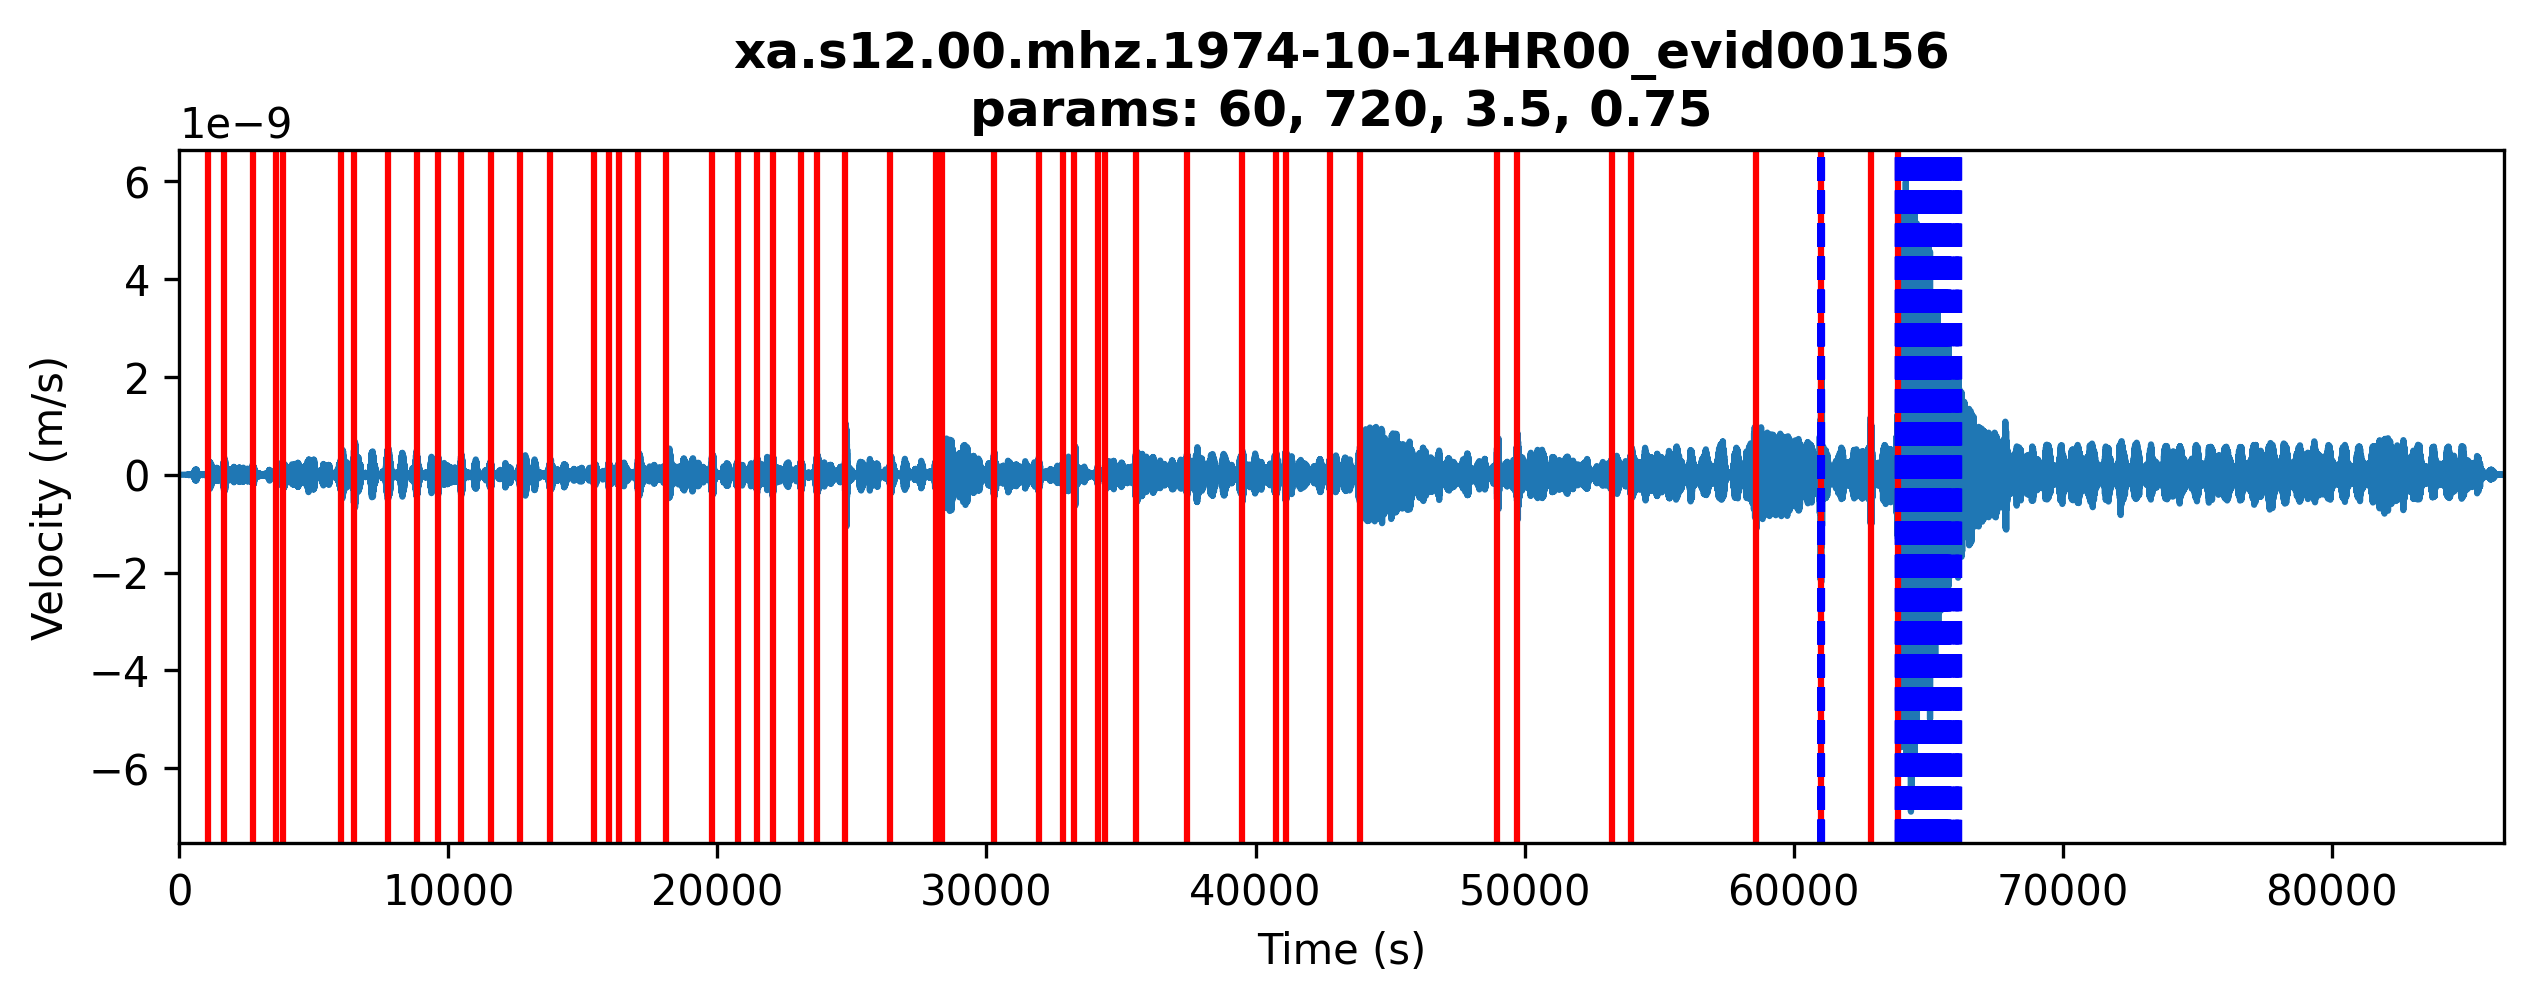 xa.s12.00.mhz.1974-10-14HR00_evid00156
params: 60, 720, 3.5, 0.75
1e−9
6
4
2
0
−2
−4
−6
Velocity (m/s)
0 10000 20000 30000 40000 50000 60000 70000 80000
Time (s)